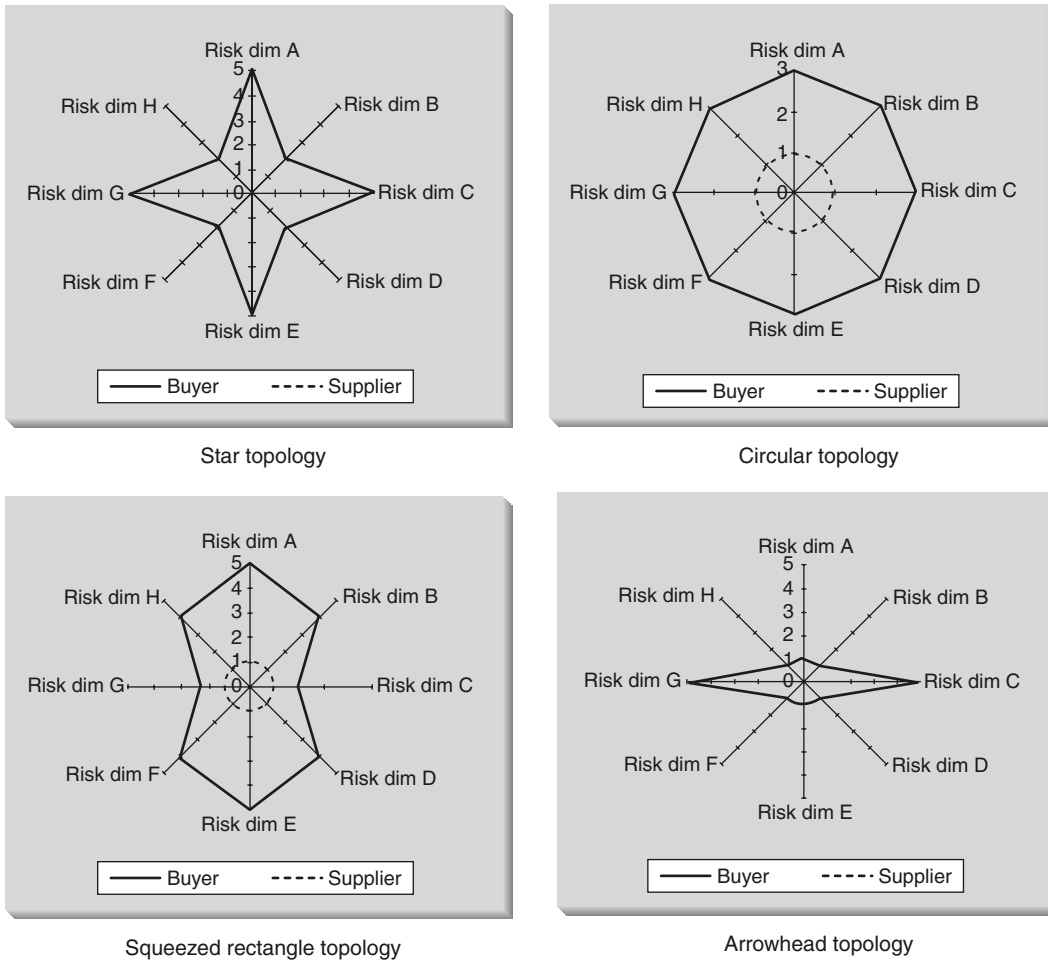 Risk dim A
5
4
3
2
1
0
Risk dim B
Risk dim C
Risk dim D
Risk dim E
Risk dim F
Risk dim G
Risk dim H
Buyer Supplier
Star topology
Risk dim A
3
2
1
0
Risk dim B
Risk dim C
Risk dim D
Risk dim E
Risk dim F
Risk dim G
Risk dim H
Buyer Supplier
Circular topology
Risk dim A
5
4
3
2
1
0
Risk dim B
Risk dim C
Risk dim D
Risk dim E
Risk dim F
Risk dim G
Risk dim H
Buyer Supplier
Squeezed rectangle topology
Risk dim A
5
4
3
2
1
0
Risk dim B
Risk dim C
Risk dim D
Risk dim E
Risk dim F
Risk dim G
Risk dim H
Buyer Supplier
Arrowhead topology